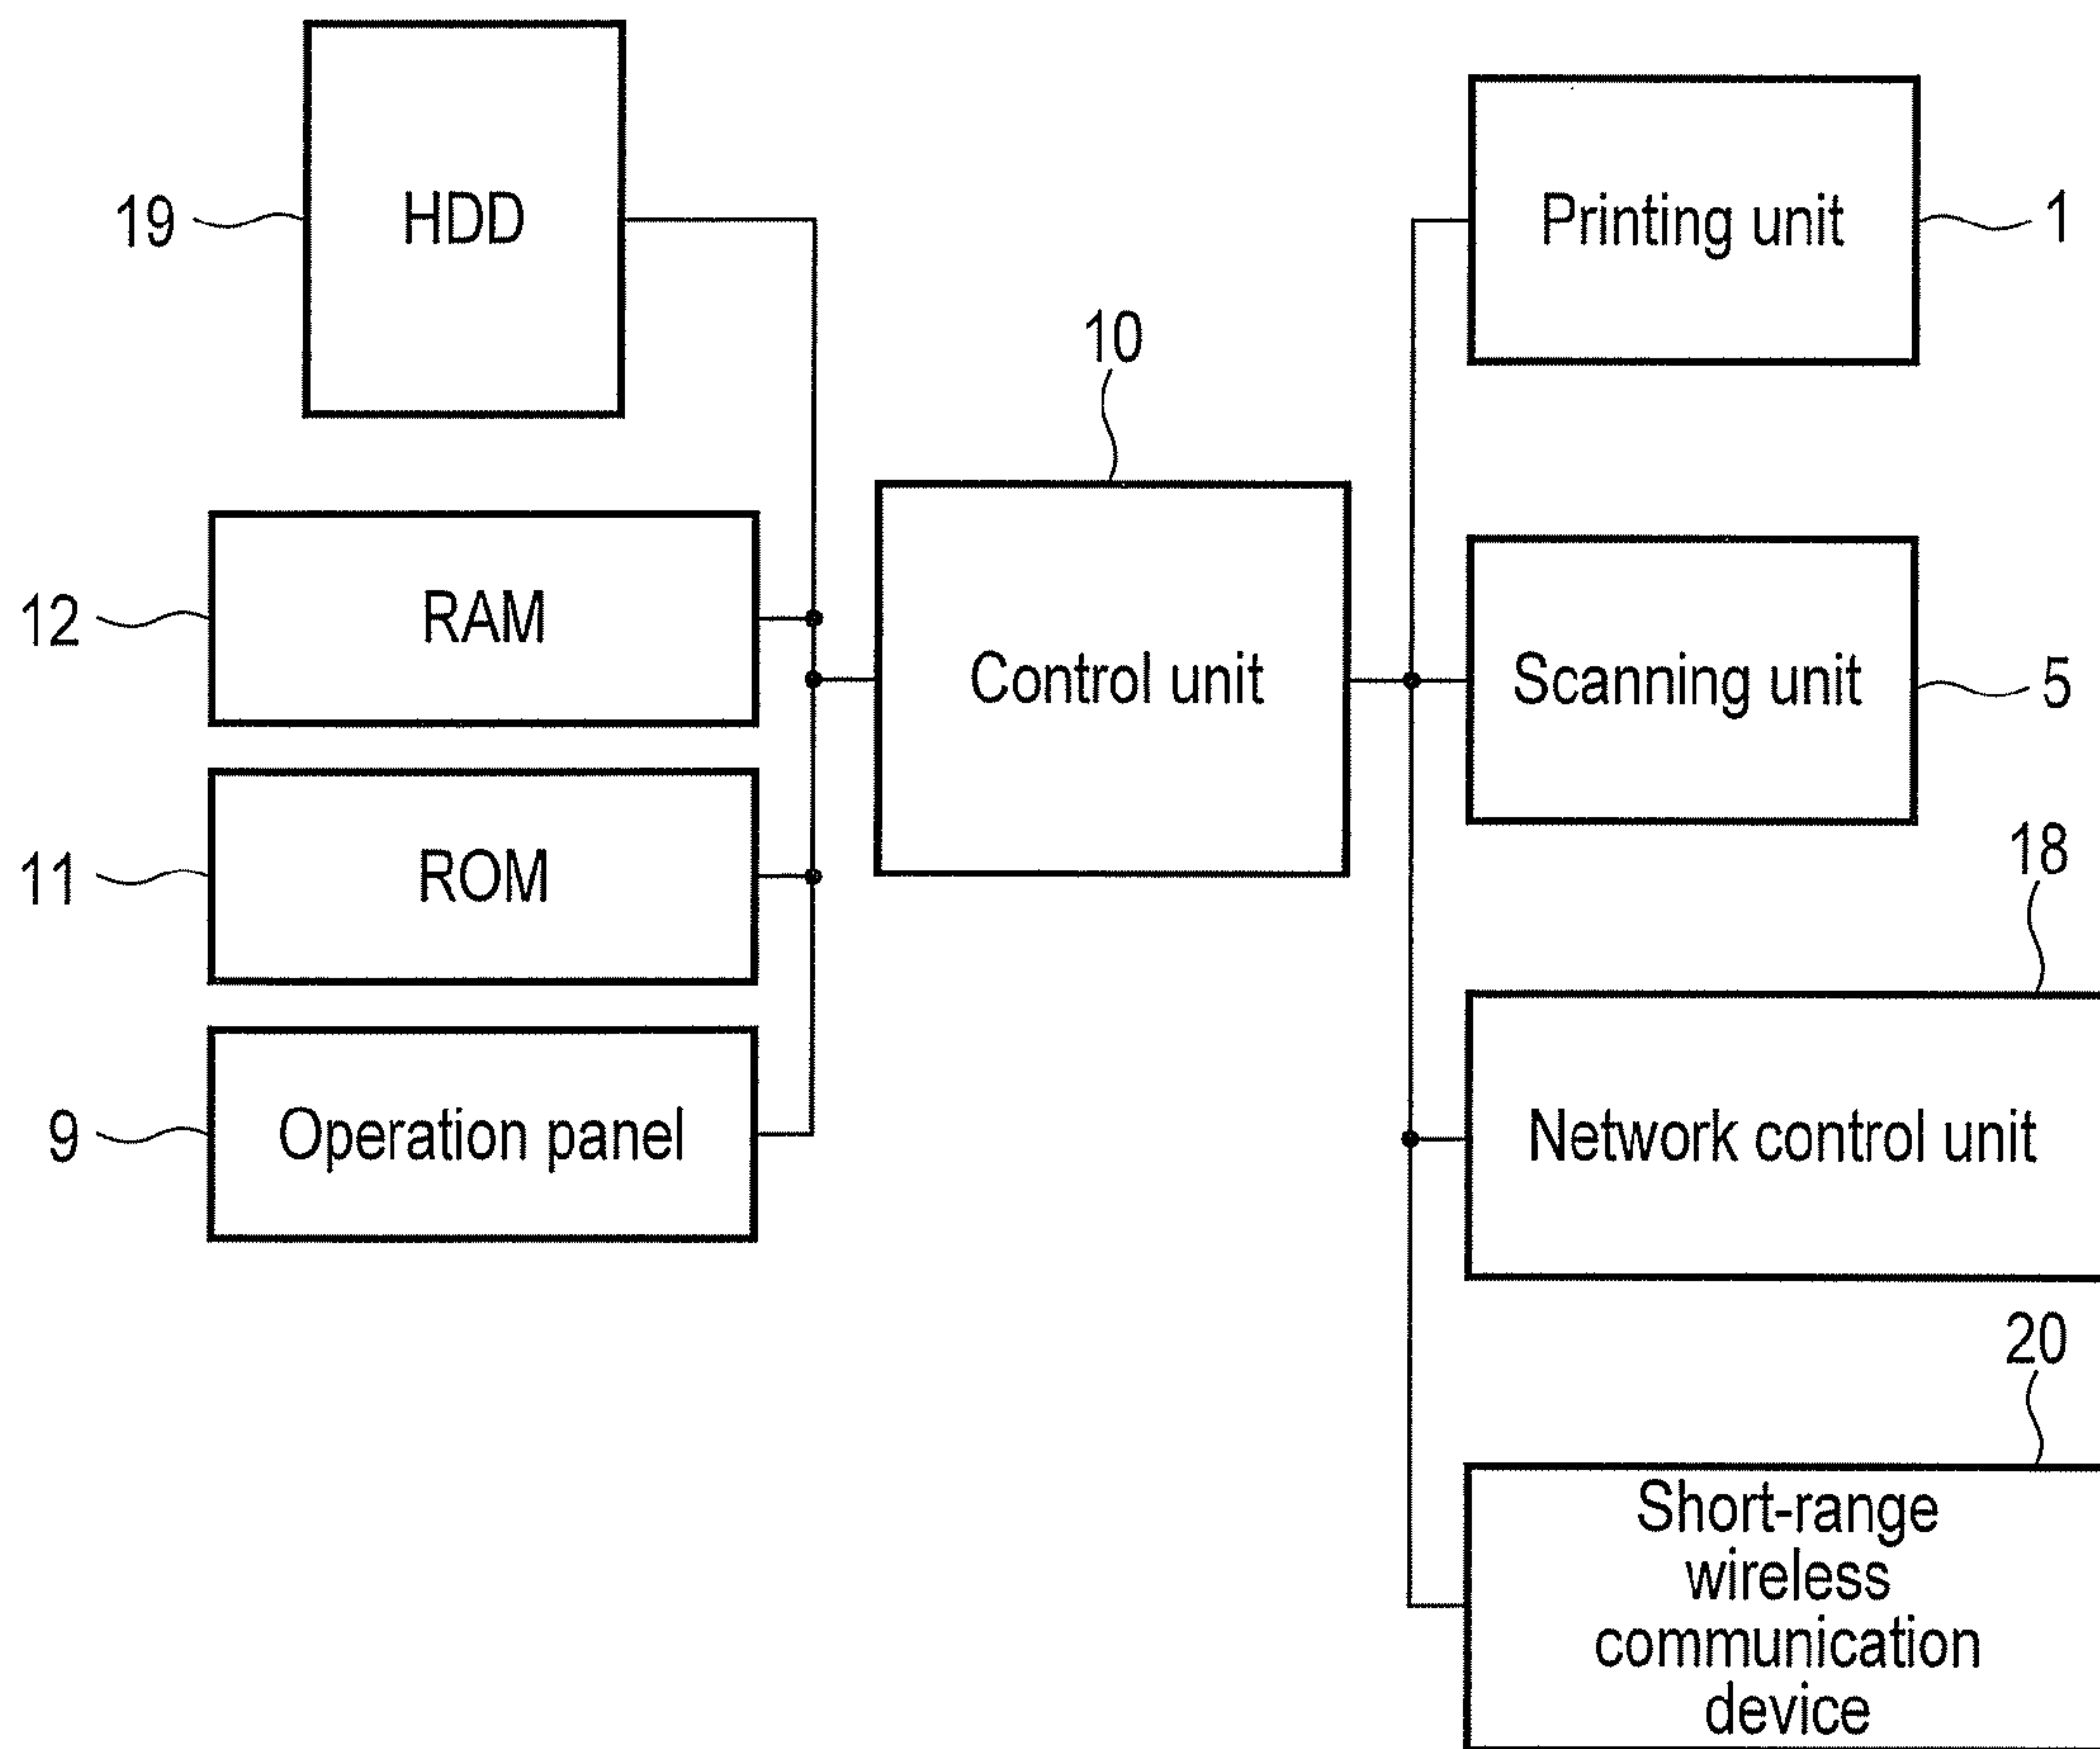 19
HDD
12
RAM
11
ROM
9
Operation panel
10
Control unit
Printing unit
1
Scanning unit
5
18
Network control unit
20
Short-range
wireless
communication
device